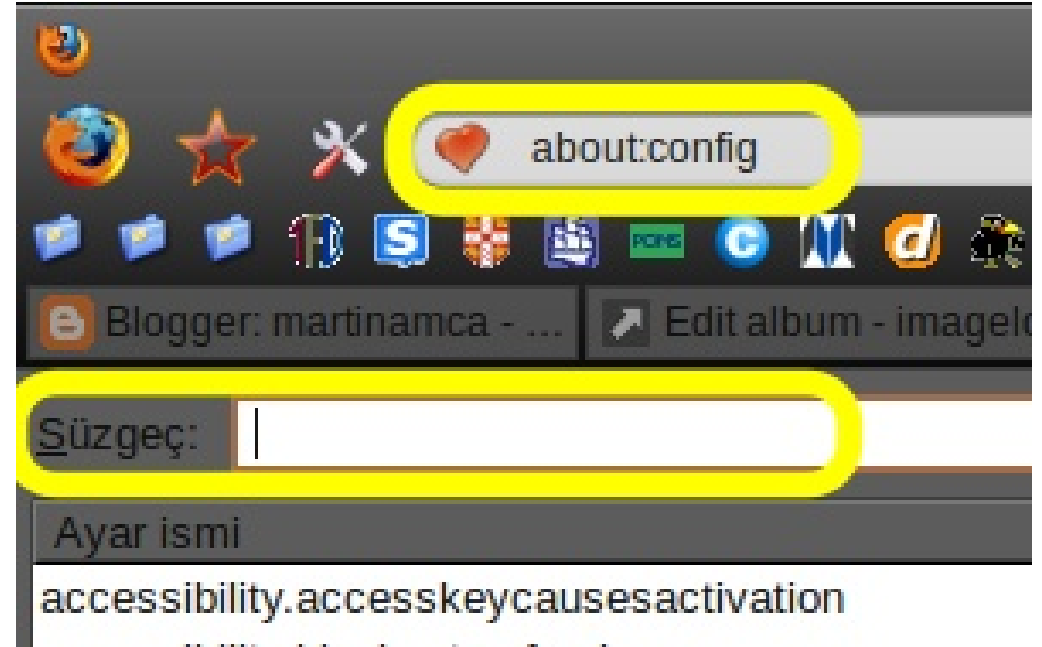 about:config
Blogger: martinamca - ...
Edit album - imagel
Süzgeç:
Ayar ismi
accessibility.accesskeycausesactivation